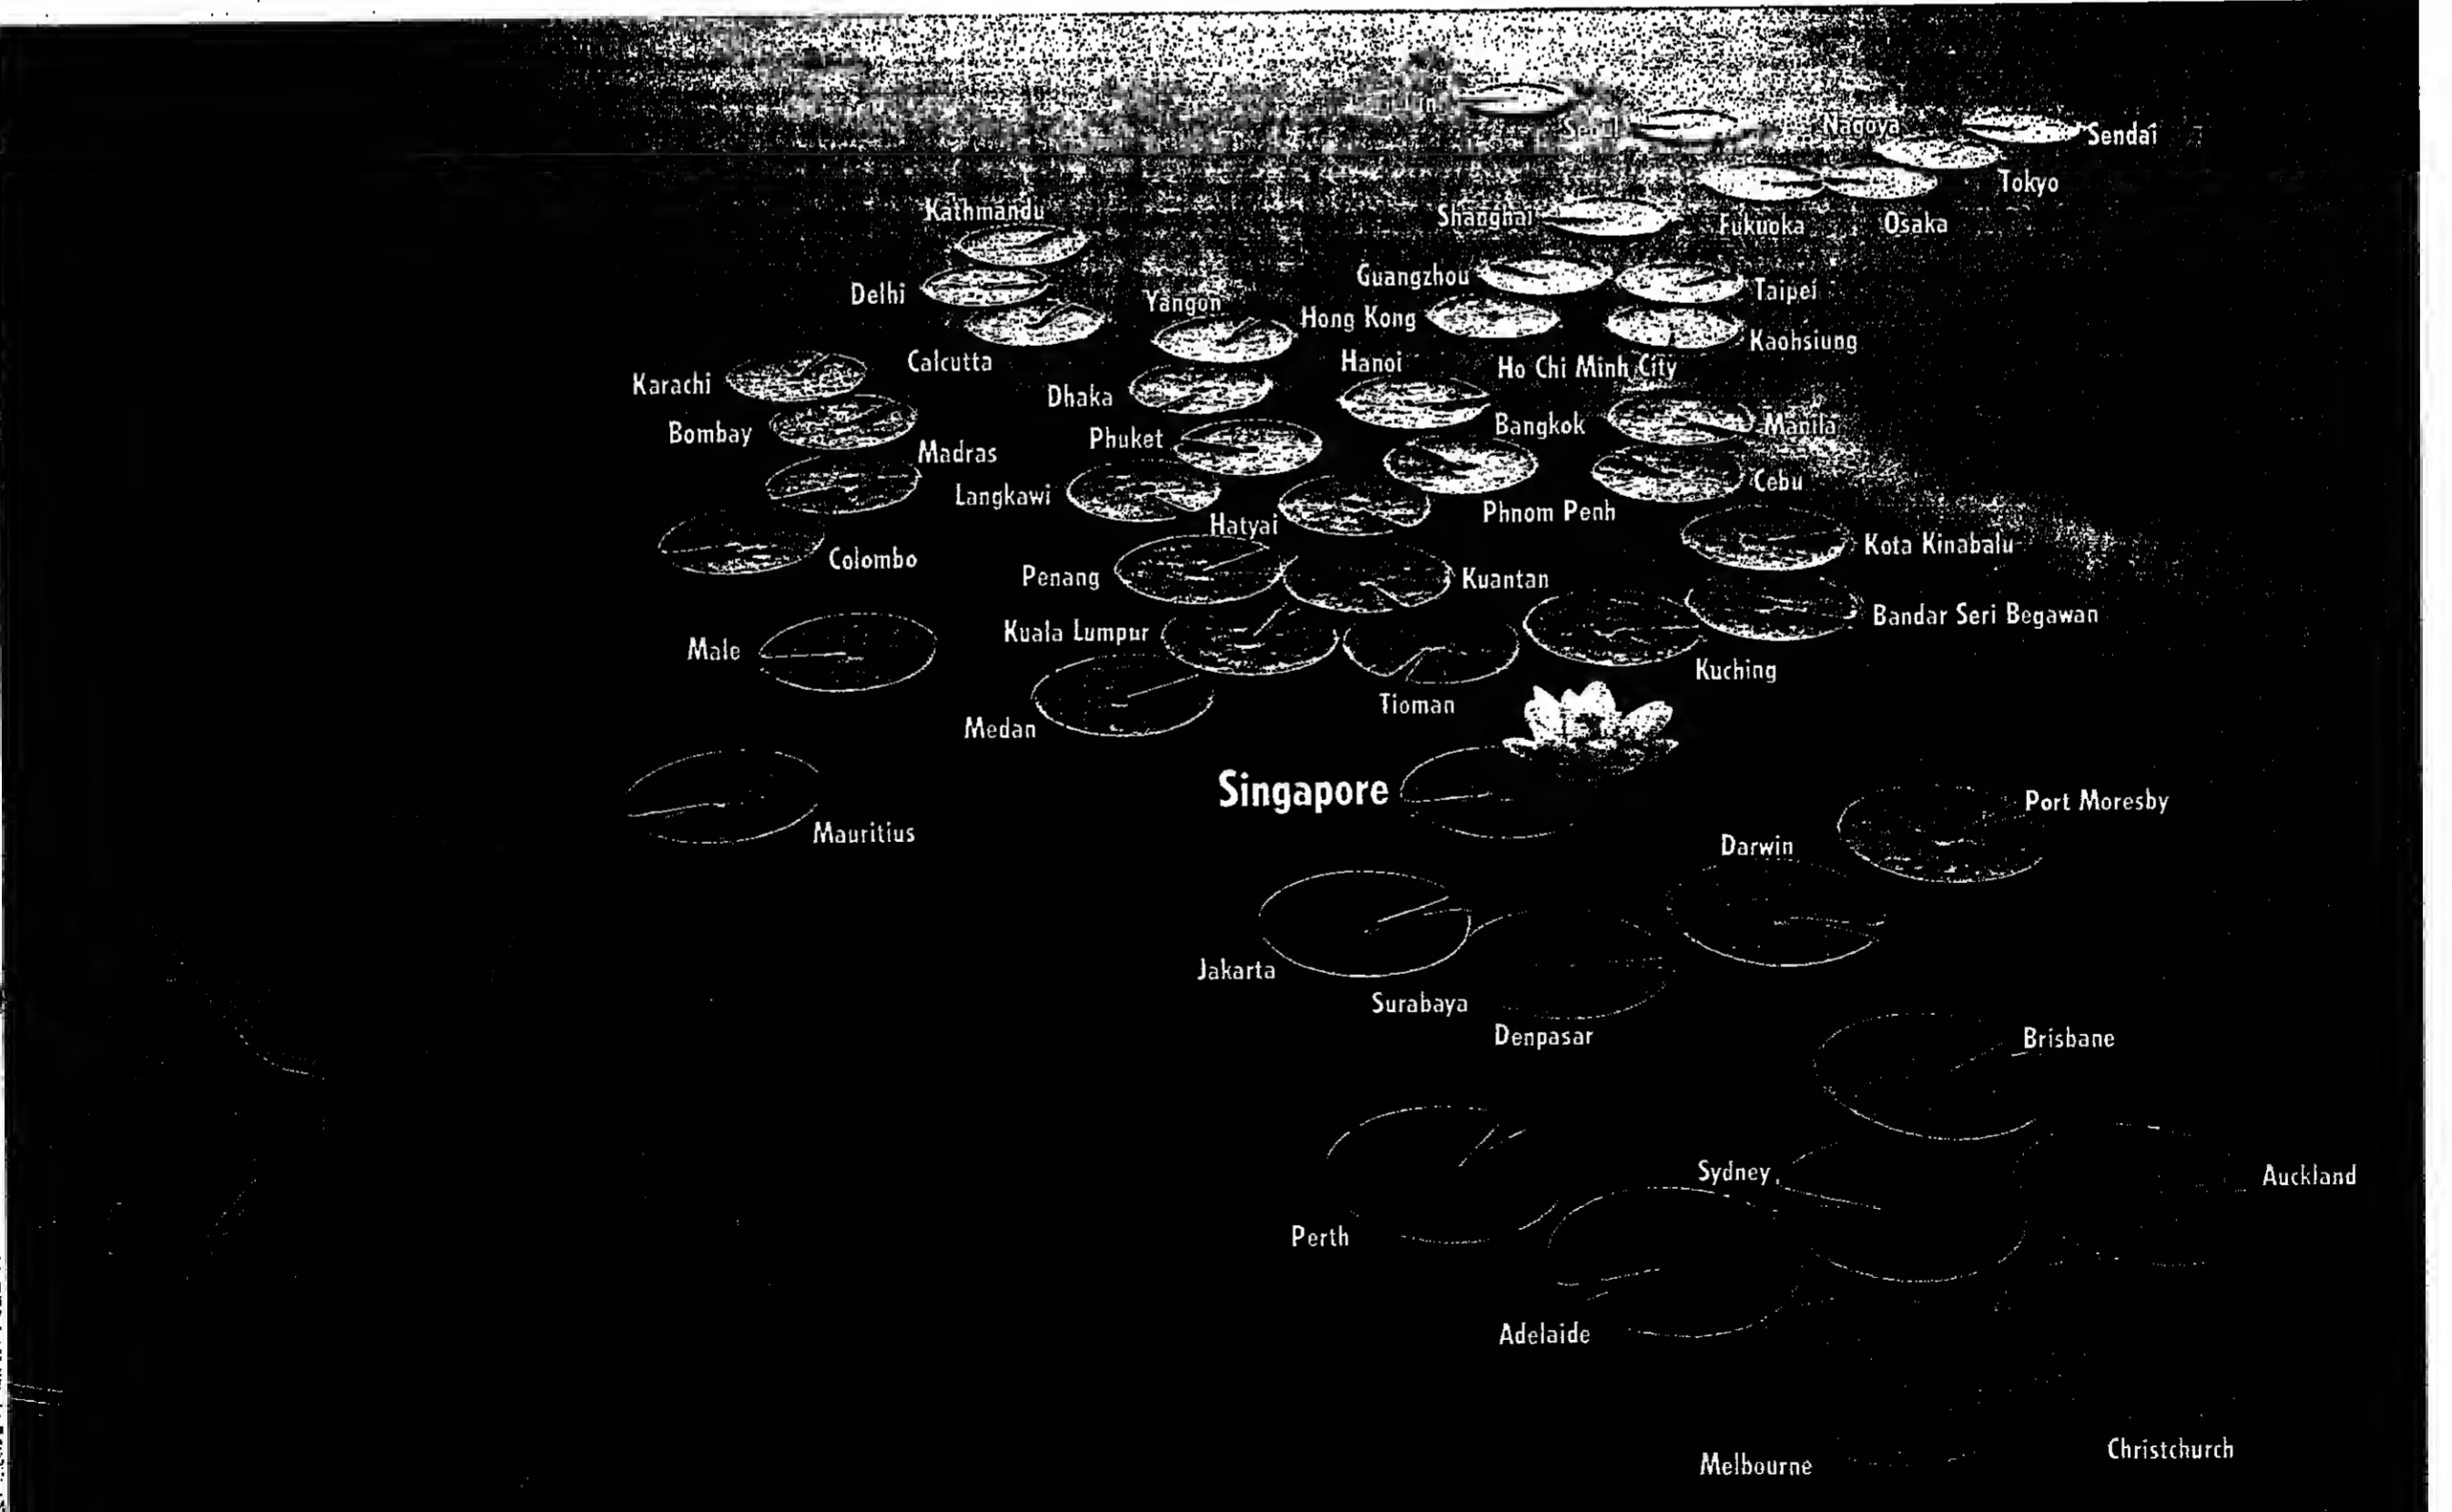 Seoul
Nagoya
Sendai
Tokyo
Kathmandu
Shanghai
Fukuoka
Osaka
Delhi
Guangzhou
Taipei
Yangon
Hong Kong
Kaohsiung
Calcutta
Hanoi
Ho Chi Minh City
Karachi
Dhaka
Bombay
Phuket
Bangkok
Manila
Madras
Langkawi
Cebu
Hatyai
Phnom Penh
Colombo
Kota Kinabalu
Penang
Kuantan
Bandar Seri Begawan
Male
Kuala Lumpur
Kuching
Medan
Tioman
Singapore
Port Moresby
Mauritius
Darwin
Jakarta
Surabaya
Denpasar
Brisbane
Sydney
Auckland
Perth
Adelaide
Melbourne
Christchurch